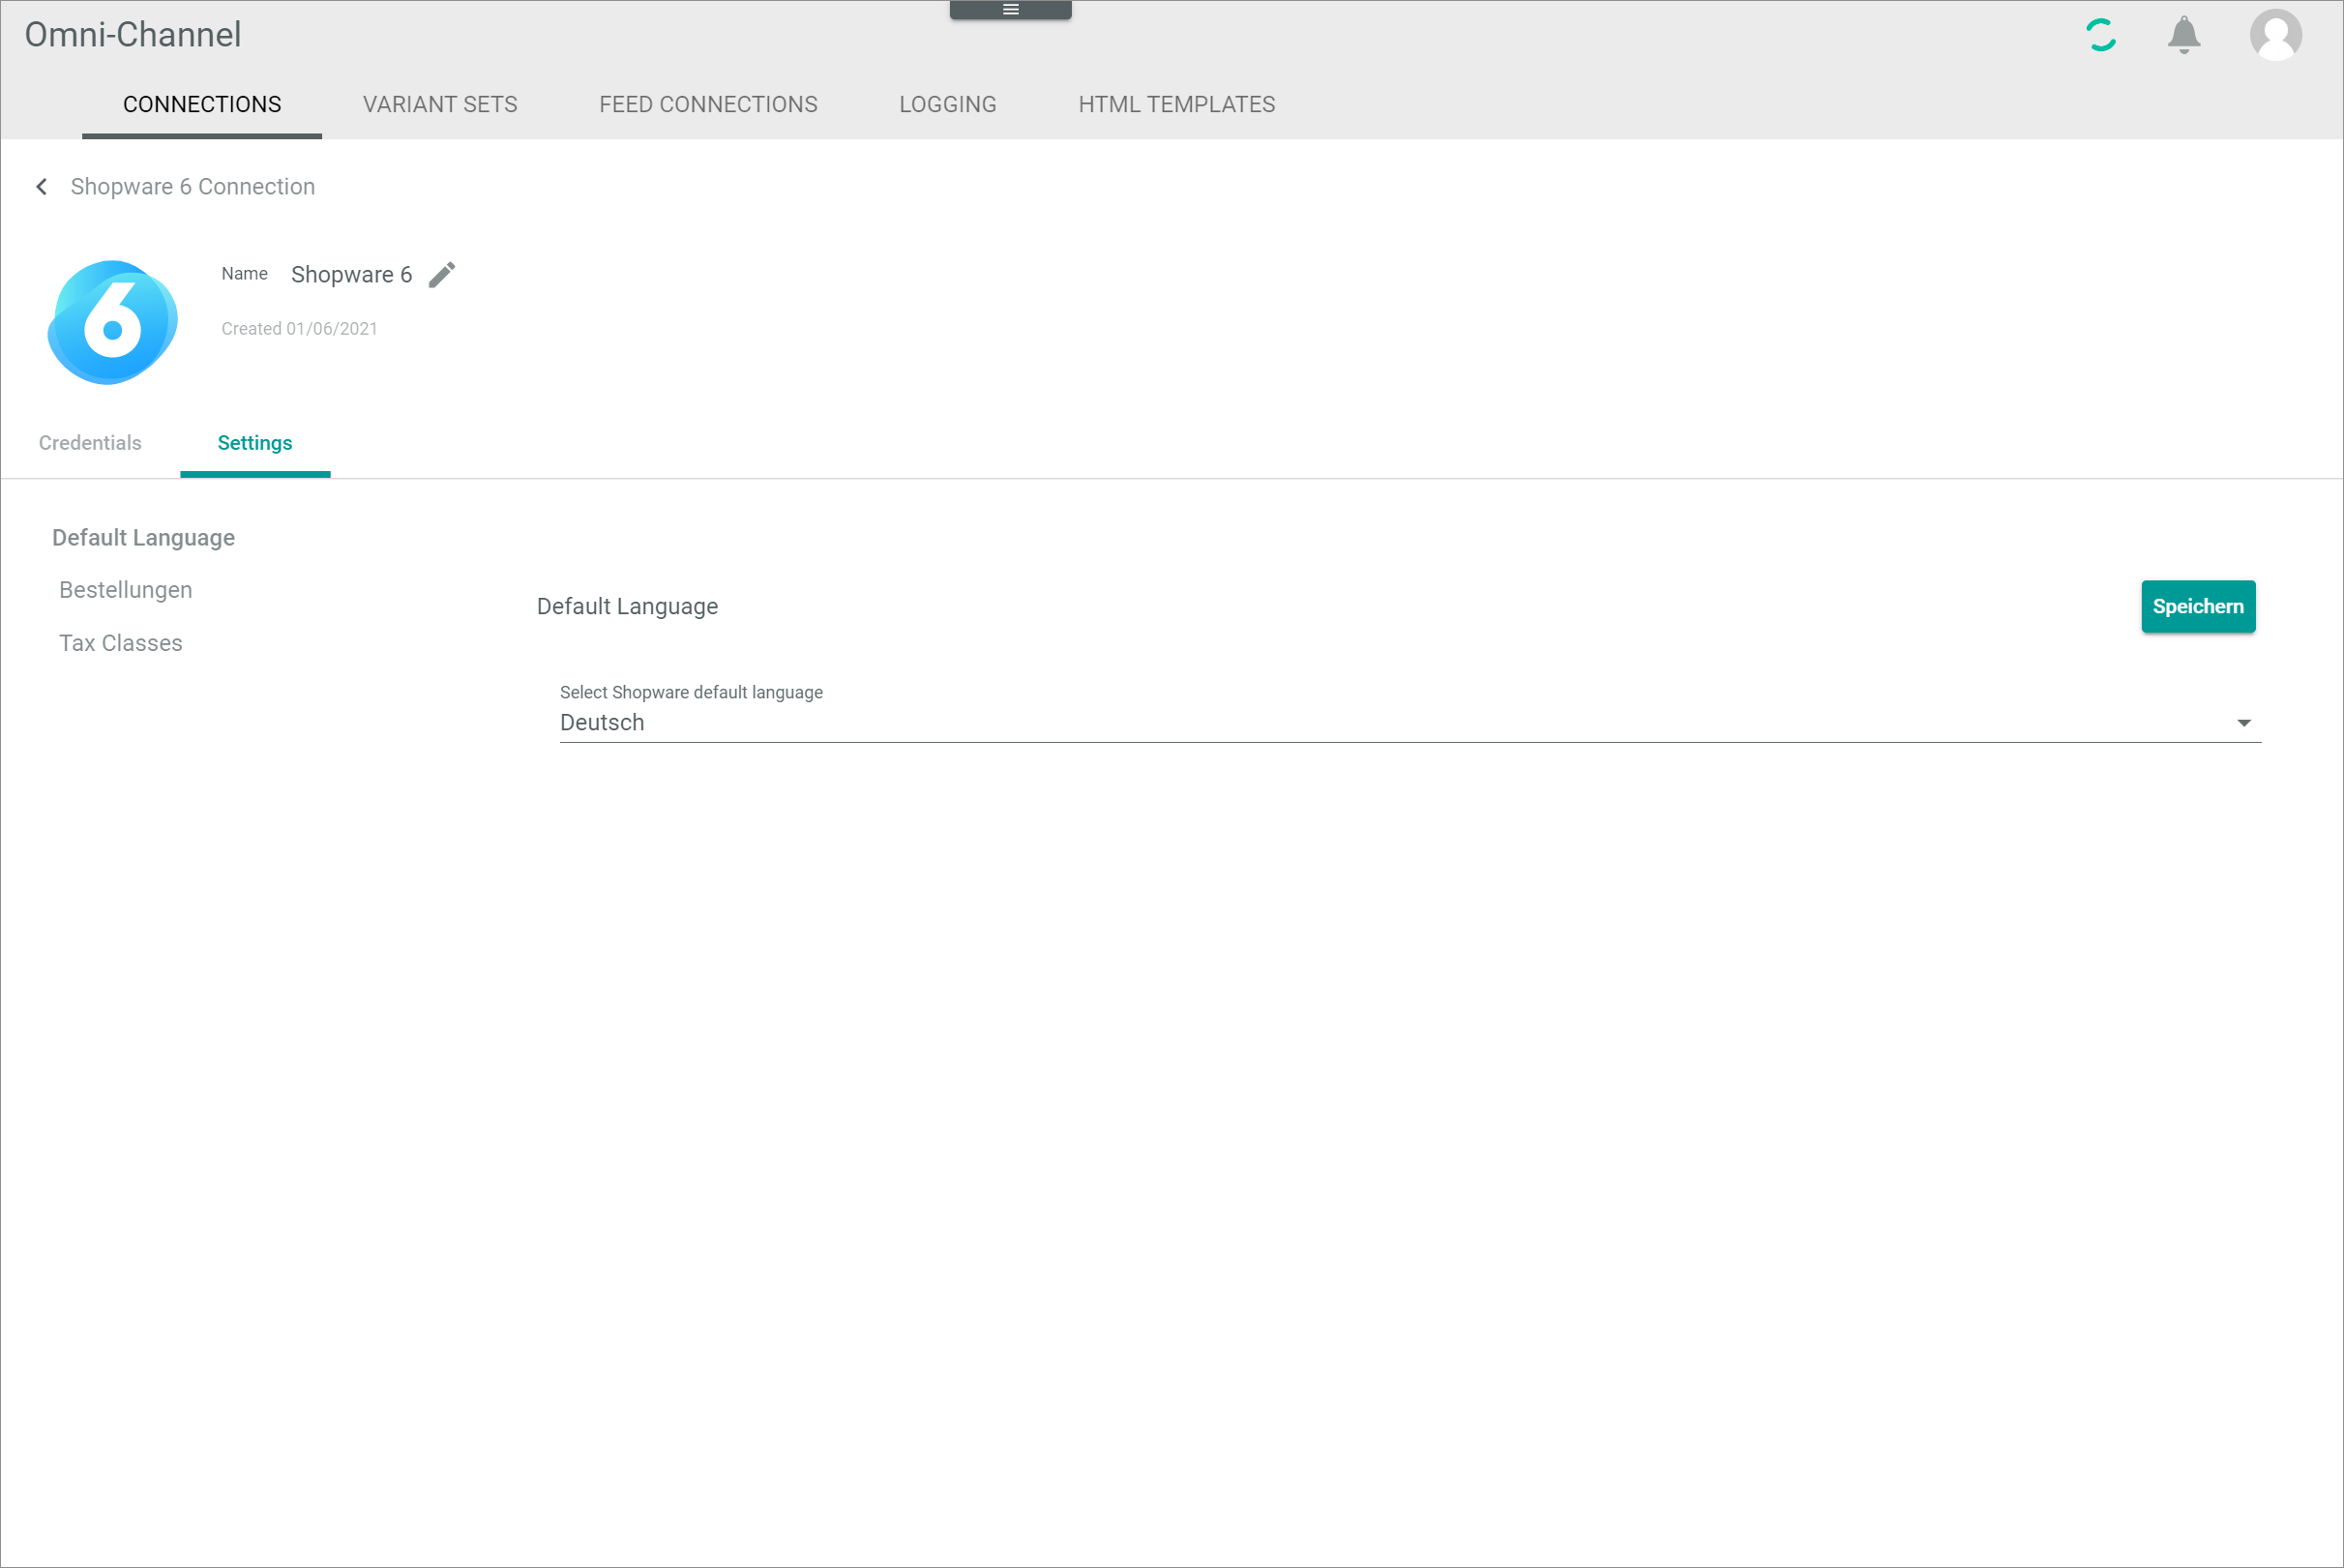 Omni-Channel
CONNECTIONS VARIANT SETS FEED CONNECTIONS LOGGING HTML TEMPLATES
Shopware 6 Connection
6
Name Shopware 6
Created 01/06/2021
Credentials Settings
Default Language
Bestellungen
Tax Classes
Default Language
Speichern
Select Shopware default language
Deutsch